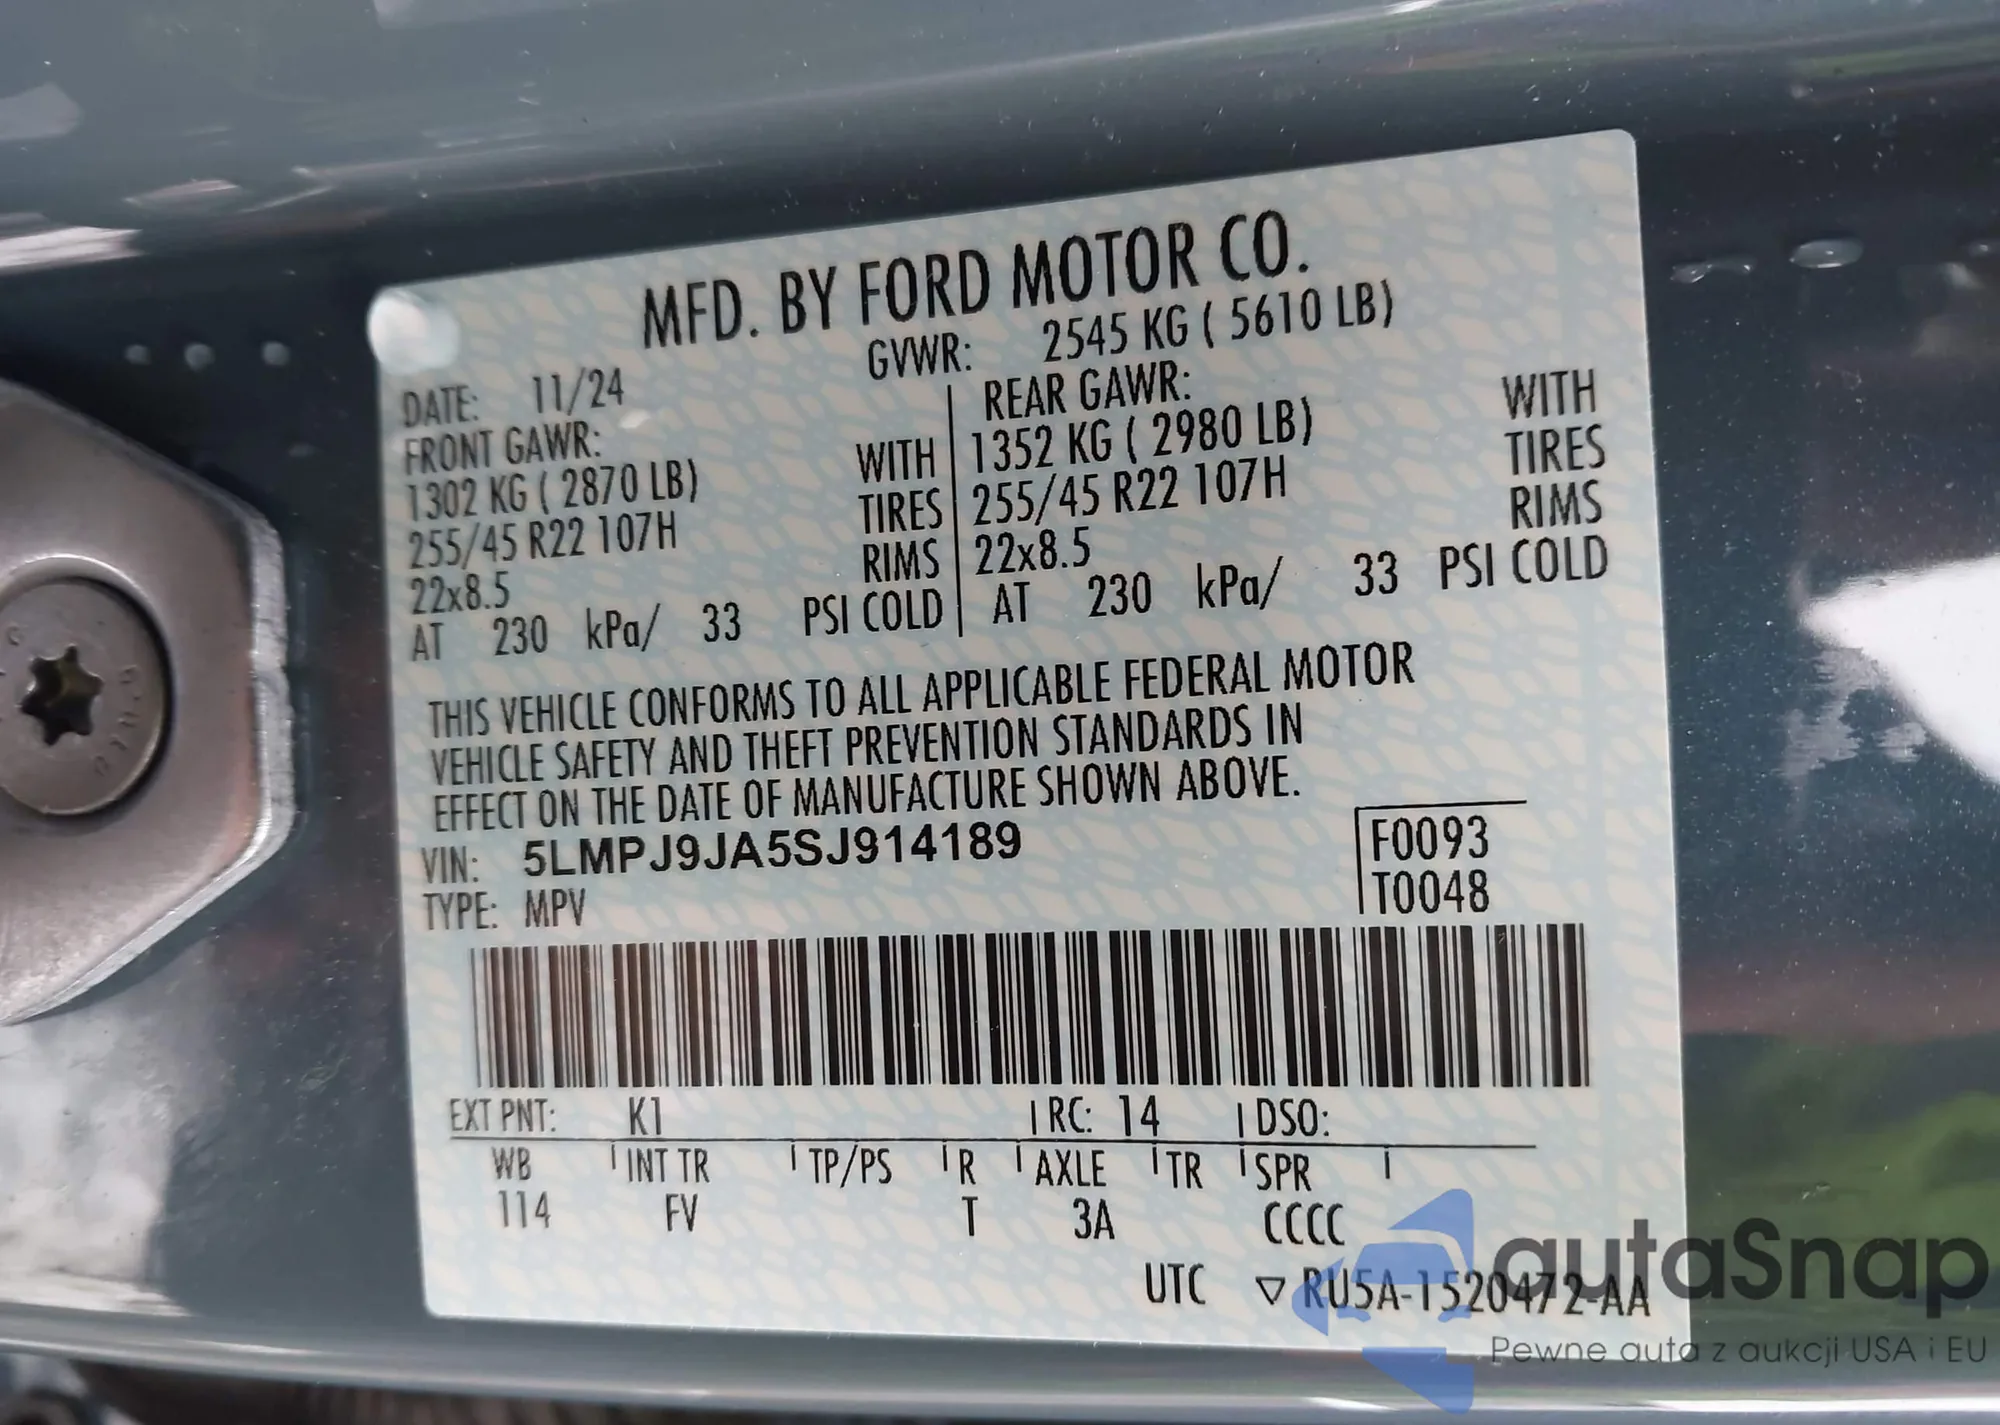 MFD. BY FORD MOTOR CO.
DATE: 11/24 GVWR: 2545 KG ( 5610 LB)
FRONT GAWR: REAR GAWR:
1302 KG ( 2870 LB) WITH 1352 KG ( 2980 LB) WITH
255/45 R22 107H TIRES 255/45 R22 107H TIRES
22x8.5 RIMS 22x8.5 RIMS
AT 230 kPa/ 33 PSI COLD AT 230 kPa/ 33 PSI COLD
THIS VEHICLE CONFORMS TO ALL APPLICABLE FEDERAL MOTOR
VEHICLE SAFETY AND THEFT PREVENTION STANDARDS IN
EFFECT ON THE DATE OF MANUFACTURE SHOWN ABOVE.
VIN: 5LMPJ9JA5SJ914189 F0093
TYPE: MPV T0048
EXT PNT: K1 RC: 14 DSO:
WB INT TR TP/PS R AXLE TR SPR
114 FV T 3A CCCC
UTC ▽ RU5A-1520472-AA
autaSnap
Pewne auta z aukcji USA i EU